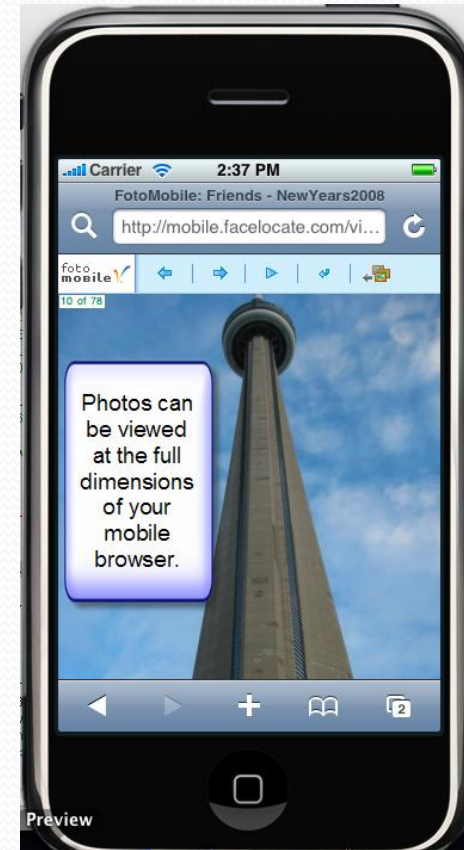 Carrier 2:37 PM
FotoMobile: Friends - NewYears2008
http://mobile.facelocate.com/vi...
foto
mobile
10 of 78
Photos can
be viewed
at the full
dimensions
of your
mobile
browser.
2
Preview